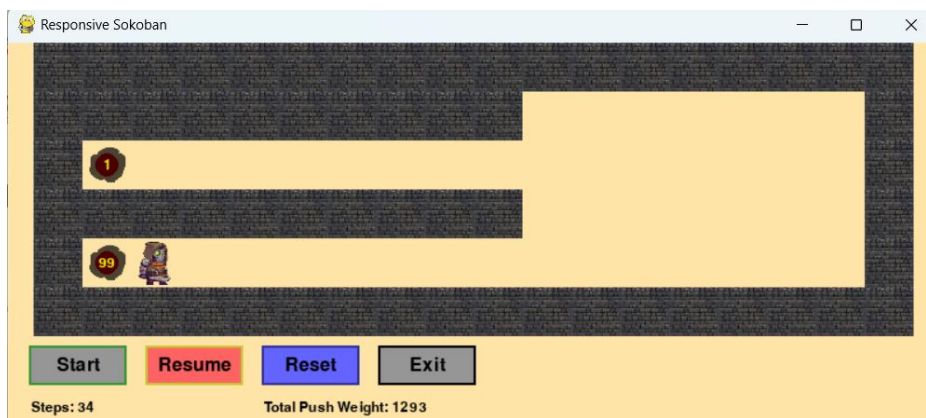 Responsive Sokoban
1
99
Start Resume Reset Exit
Steps: 34 Total Push Weight: 1293